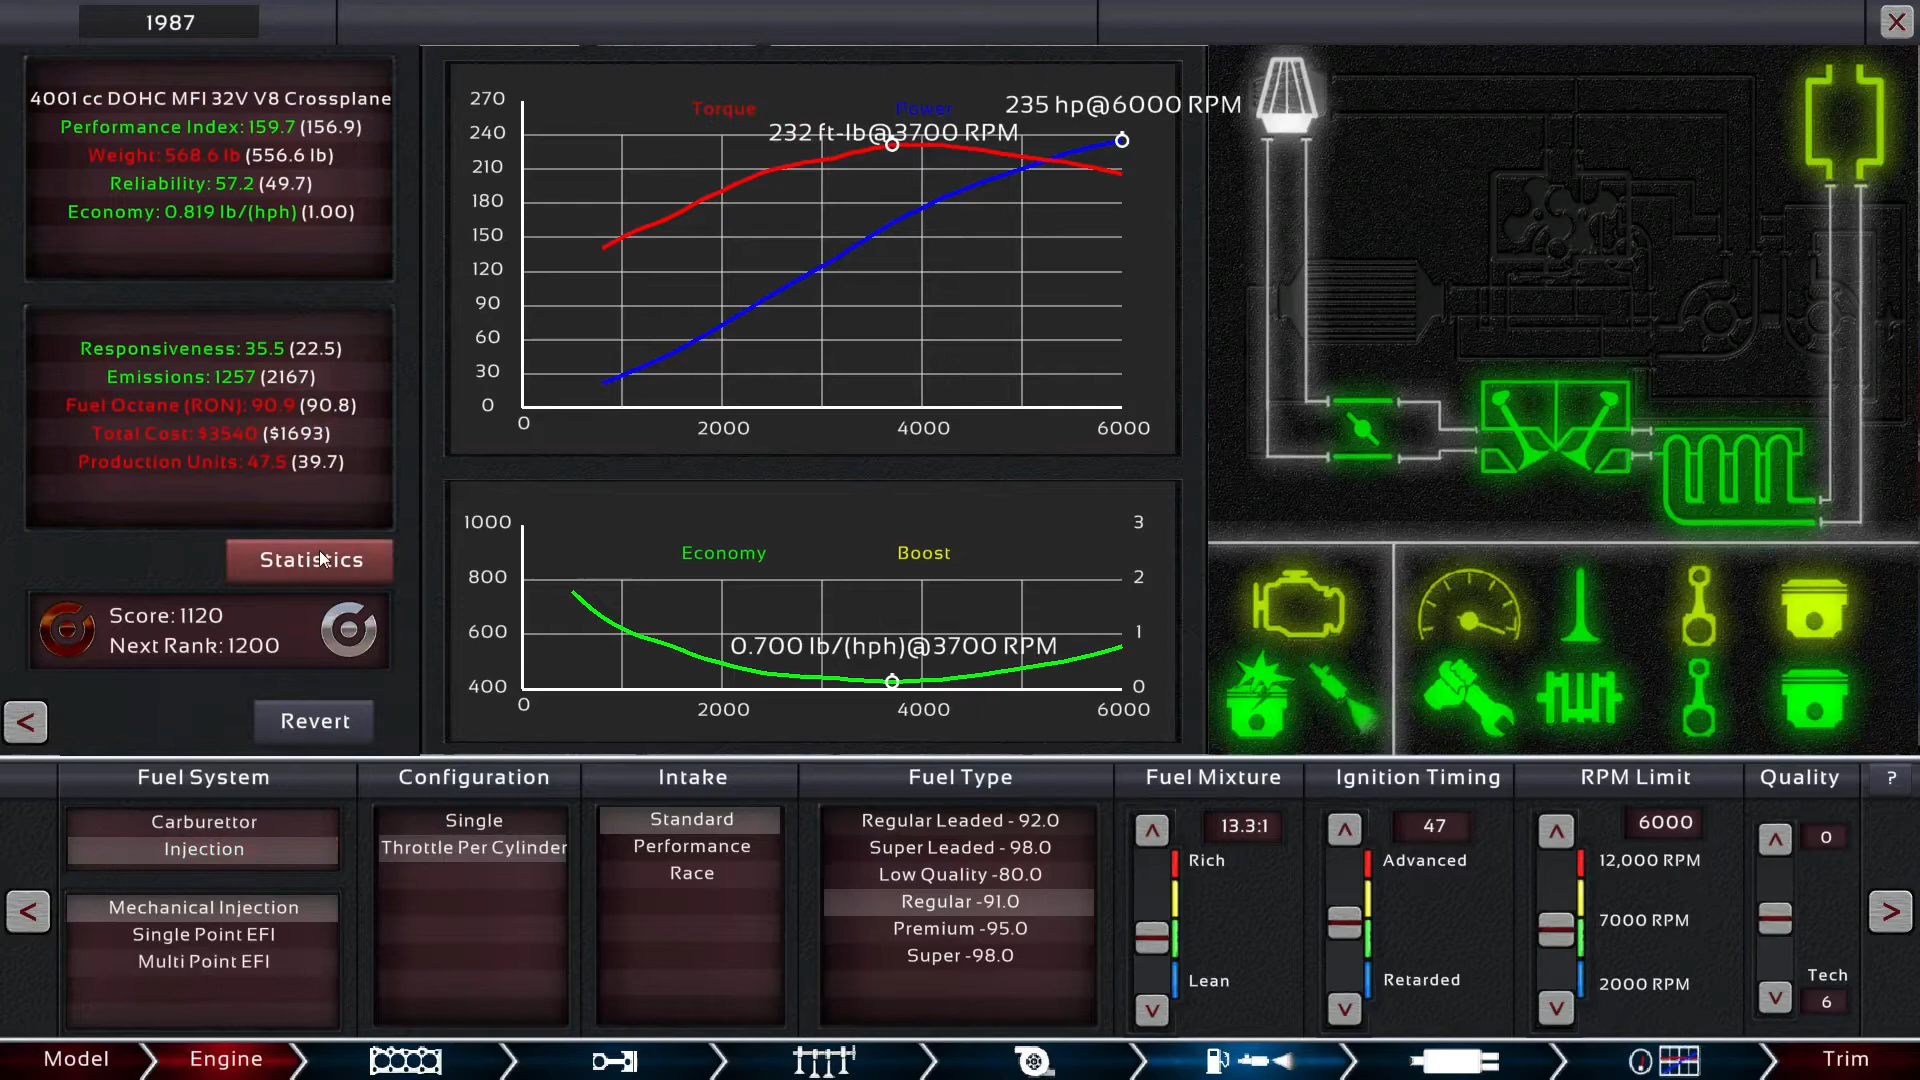 1987
4001 cc DOHC MFI 32V V8 Crossplane
Performance Index: 159.7 (156.9)
Weight: 568.6 lb (556.6 lb)
Reliability: 57.2 (49.7)
Economy: 0.819 lb/(hph) (1.00)
Responsiveness: 35.5 (22.5)
Emissions: 1257 (2167)
Fuel Octane (RON): 90.9 (90.8)
Total Cost: $3540 ($1693)
Production Units: 47.5 (39.7)
Statistics
Score: 1120
Next Rank: 1200
<
Revert
270
240
210
180
150
120
90
60
30
0
Torque
Power
235 hp@6000 RPM
232 ft-lb@3700 RPM
0
2000
4000
6000
1000
800
600
400
Economy
Boost
3
2
1
0
0.700 lb/(hph)@3700 RPM
0
2000
4000
6000
Fuel System
Carburettor
Injection
Mechanical Injection
Single Point EFI
Multi Point EFI
Configuration
Single
Throttle Per Cylinder
Intake
Standard
Performance
Race
Fuel Type
Regular Leaded - 92.0
Super Leaded - 98.0
Low Quality -80.0
Regular -91.0
Premium -95.0
Super -98.0
Fuel Mixture
13.3:1
Rich
Lean
Ignition Timing
47
Advanced
Retarded
RPM Limit
6000
12,000 RPM
7000 RPM
2000 RPM
Quality
0
Tech
6
?
<
>
Model
Engine
Trim